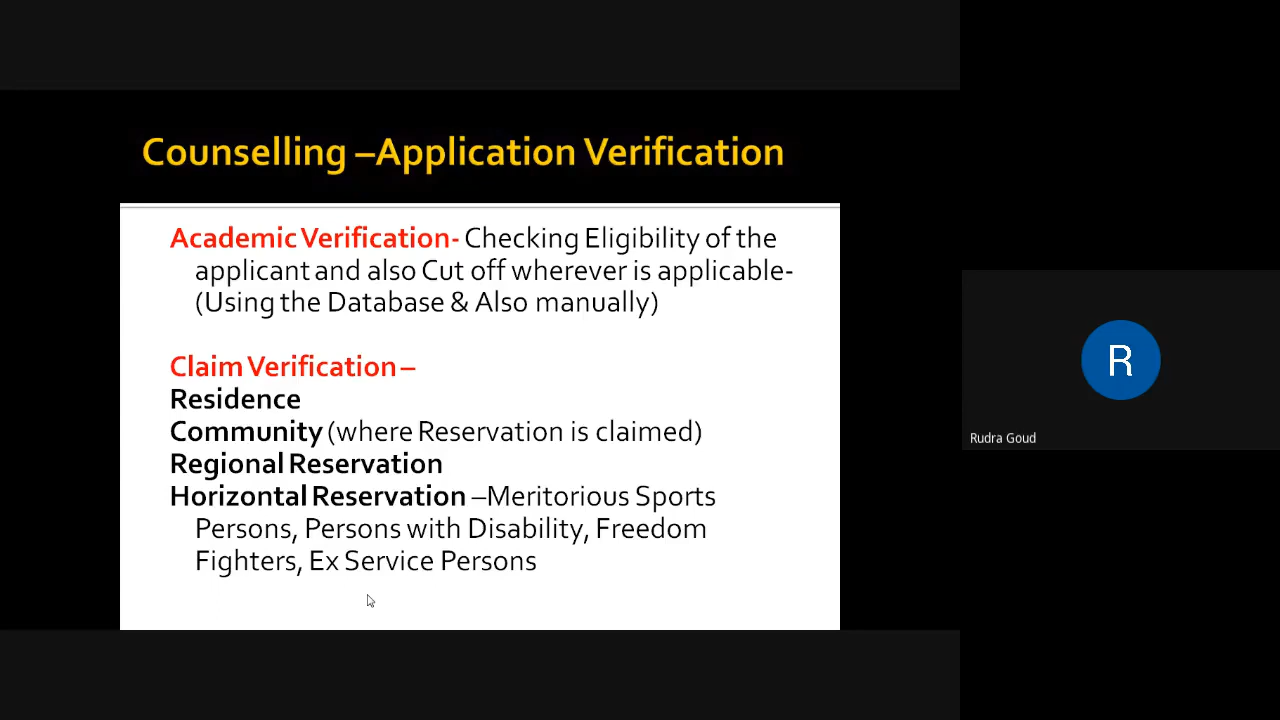 Counselling –Application Verification
Academic Verification- Checking Eligibility of the
applicant and also Cut off wherever is applicable-
(Using the Database & Also manually)
Claim Verification –
Residence
Community (where Reservation is claimed)
Regional Reservation
Horizontal Reservation –Meritorious Sports
Persons, Persons with Disability, Freedom
Fighters, Ex Service Persons
R
Rudra Goud